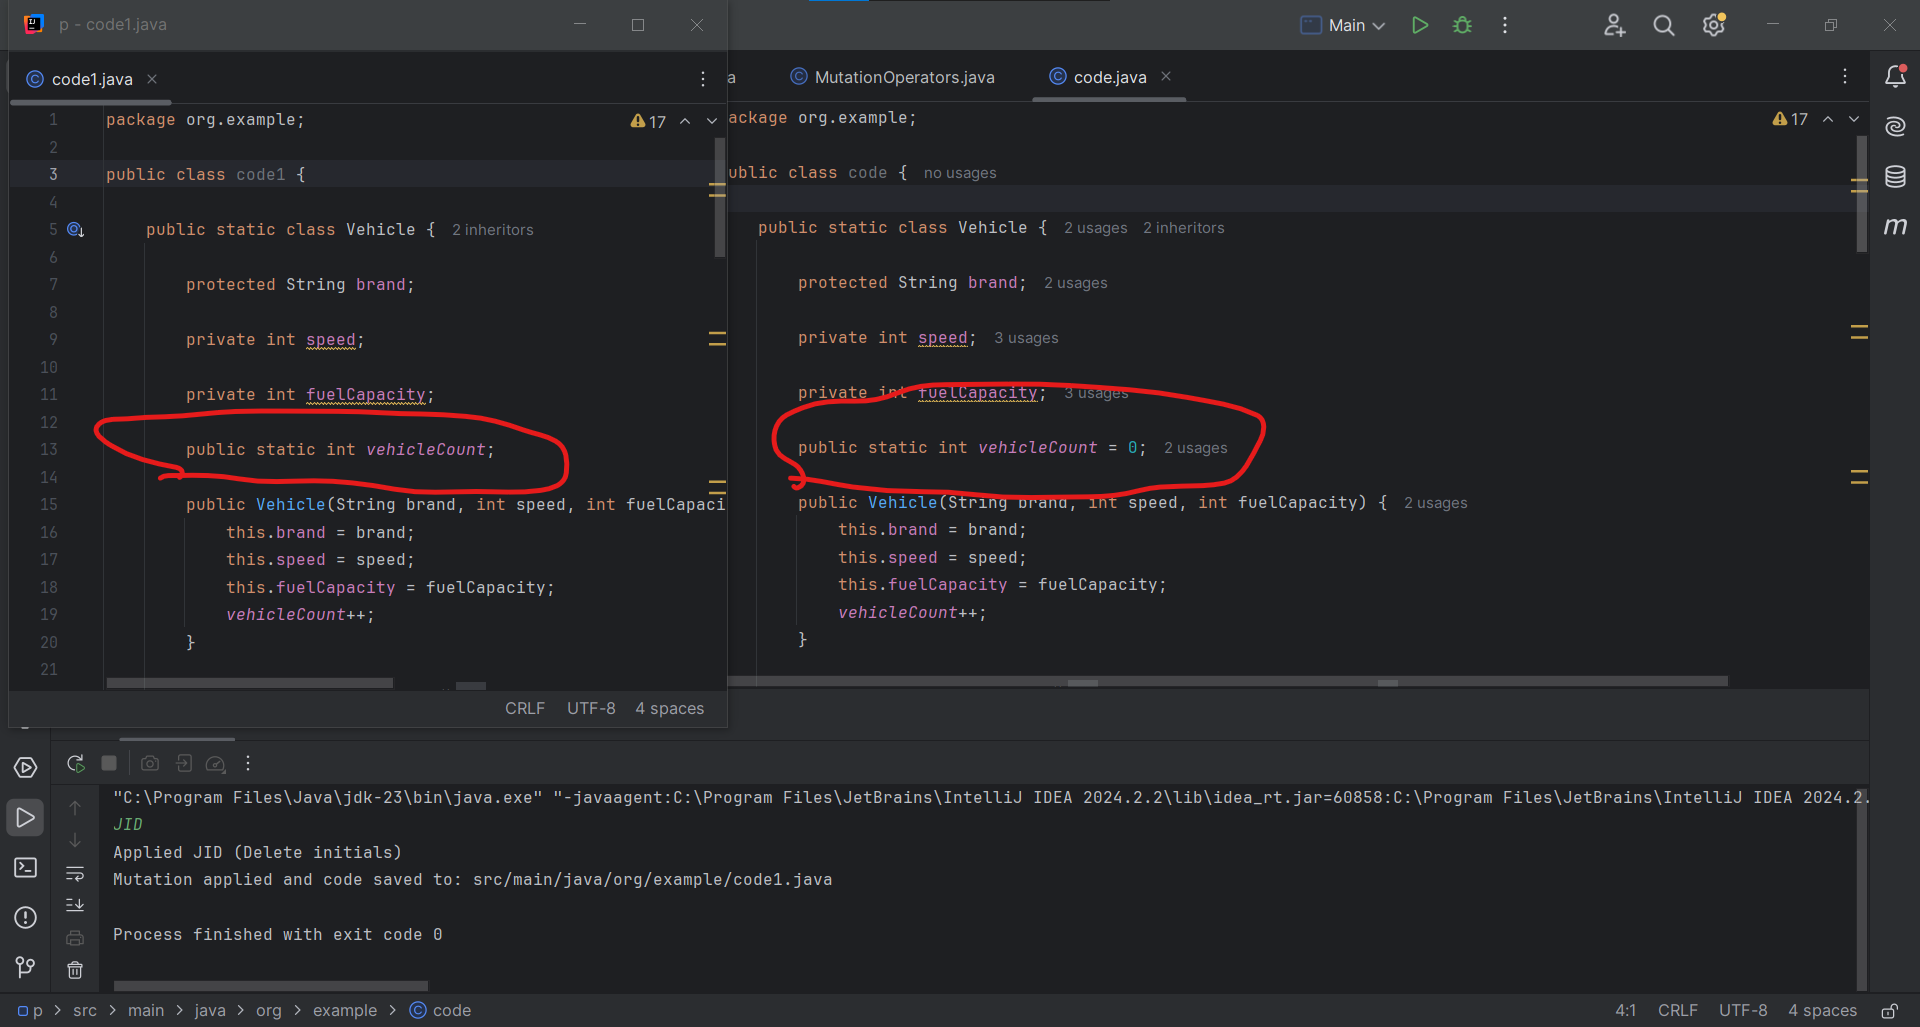 p - code1.java
Main
code1.java
a
MutationOperators.java
code.java
1 package org.example;
17
2
3 public class code1 {
4
5 public static class Vehicle { 2 inheritors
6
7 protected String brand;
8
9 private int speed;
10
11 private int fuelCapacity;
12
13 public static int vehicleCount;
14
15 public Vehicle(String brand, int speed, int fuelCapaci
16 this.brand = brand;
17 this.speed = speed;
18 this.fuelCapacity = fuelCapacity;
19 vehicleCount++;
20 }
21
CRLF UTF-8 4 spaces
ackage org.example;
17
ublic class code { no usages
public static class Vehicle { 2 usages 2 inheritors
protected String brand; 2 usages
private int speed; 3 usages
private int fuelCapacity; 3 usages
public static int vehicleCount = 0; 2 usages
public Vehicle(String brand, int speed, int fuelCapacity) { 2 usages
this.brand = brand;
this.speed = speed;
this.fuelCapacity = fuelCapacity;
vehicleCount++;
}
m
"C:\Program Files\Java\jdk-23\bin\java.exe" "-javaagent:C:\Program Files\JetBrains\IntelliJ IDEA 2024.2.2\lib\idea_rt.jar=60858:C:\Program Files\JetBrains\IntelliJ IDEA 2024.2.
JID
Applied JID (Delete initials)
Mutation applied and code saved to: src/main/java/org/example/code1.java
Process finished with exit code 0
p > src > main > java > org > example > code
4:1 CRLF UTF-8 4 spaces